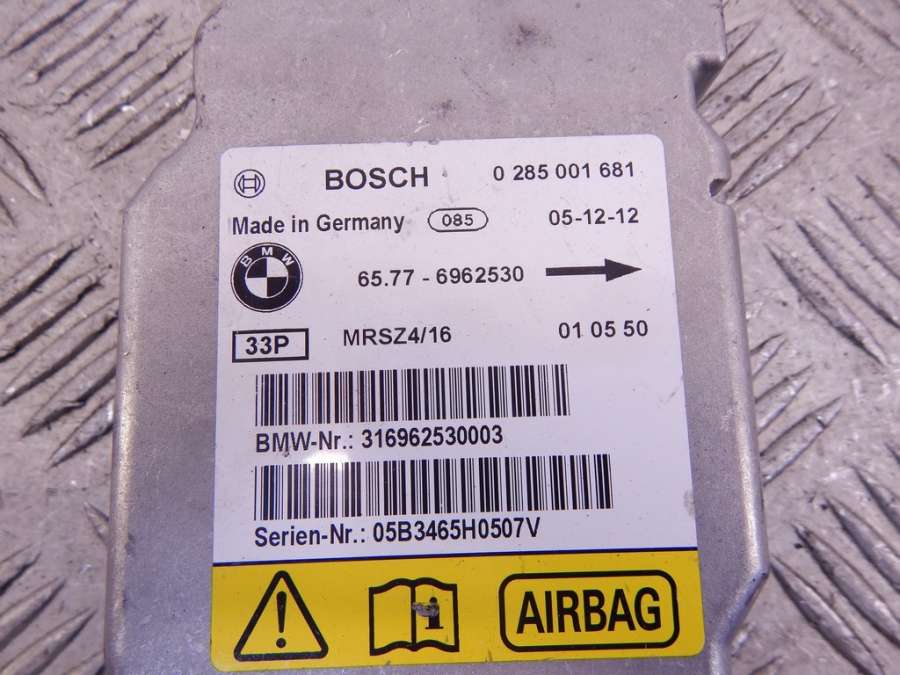 BOSCH 0 285 001 681
Made in Germany 085 05-12-12
BMW 65.77 - 6962530
33P MRSZ4/16 01 05 50
BMW-Nr.: 316962530003
Serien-Nr.: 05B3465H0507V
AIRBAG